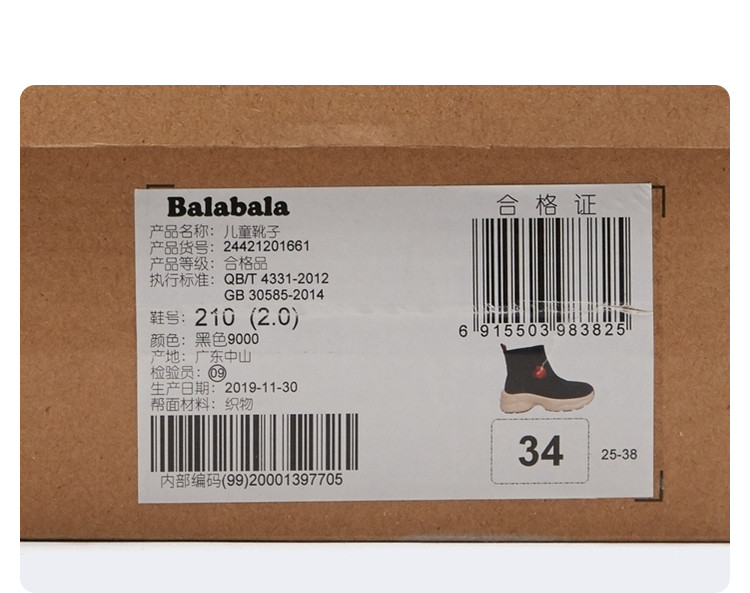 Balabala
合格证
产品名称：儿童靴子
产品货号：24421201661
产品等级：合格品
执行标准：QB/T 4331-2012
GB 30585-2014
鞋号：210 (2.0)
颜色：黑色9000
产地：广东中山
检验员：09
生产日期：2019-11-30
帮面材料：织物
内部编码(99)20001397705
6 915503 983825
34
25-38